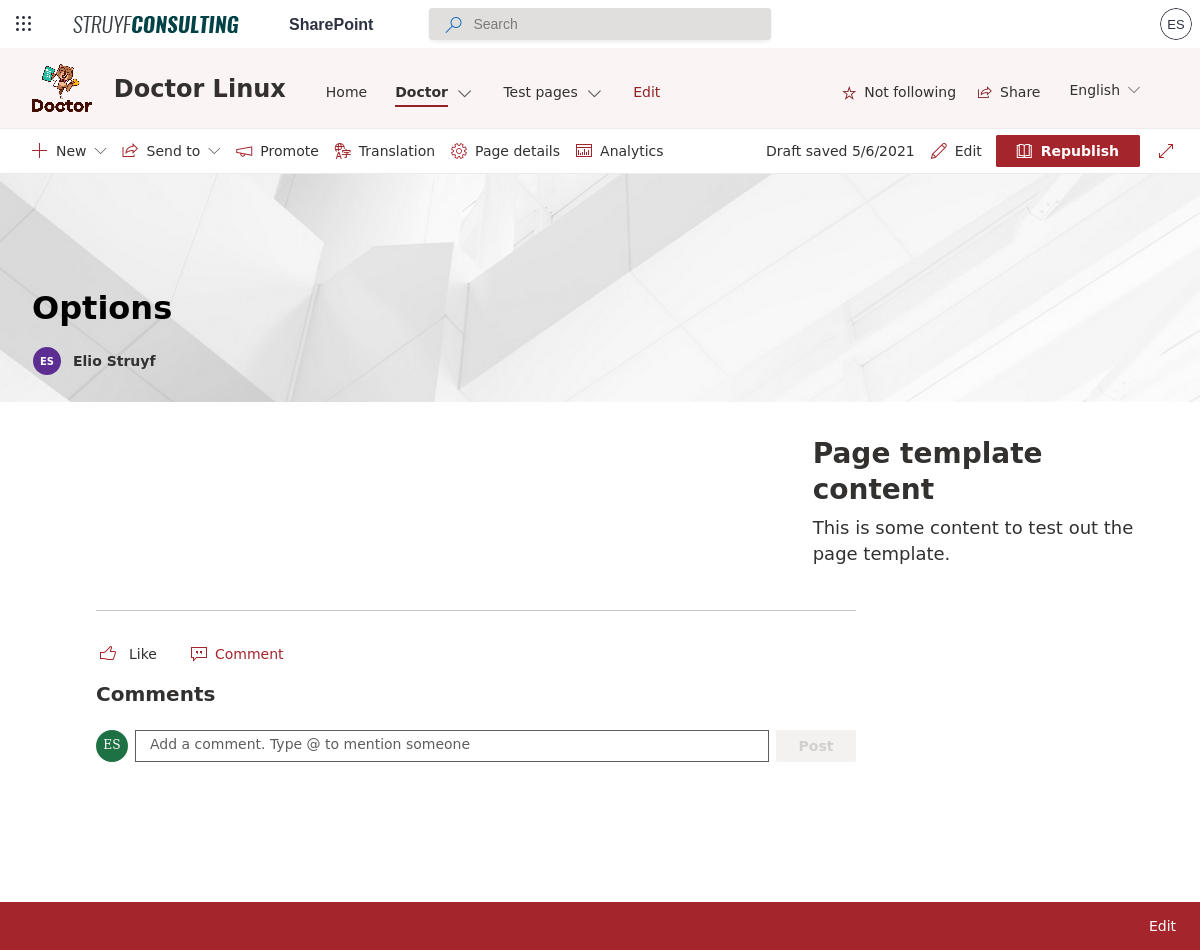 STRUYFCONSULTING SharePoint Search ES
Doctor
Doctor Linux Home Doctor Test pages Edit Not following Share English
New Send to Promote Translation Page details Analytics Draft saved 5/6/2021 Edit Republish
Options
ES Elio Struyf
Page template
content
This is some content to test out the
page template.
Like Comment
Comments
ES Add a comment. Type @ to mention someone Post
Edit